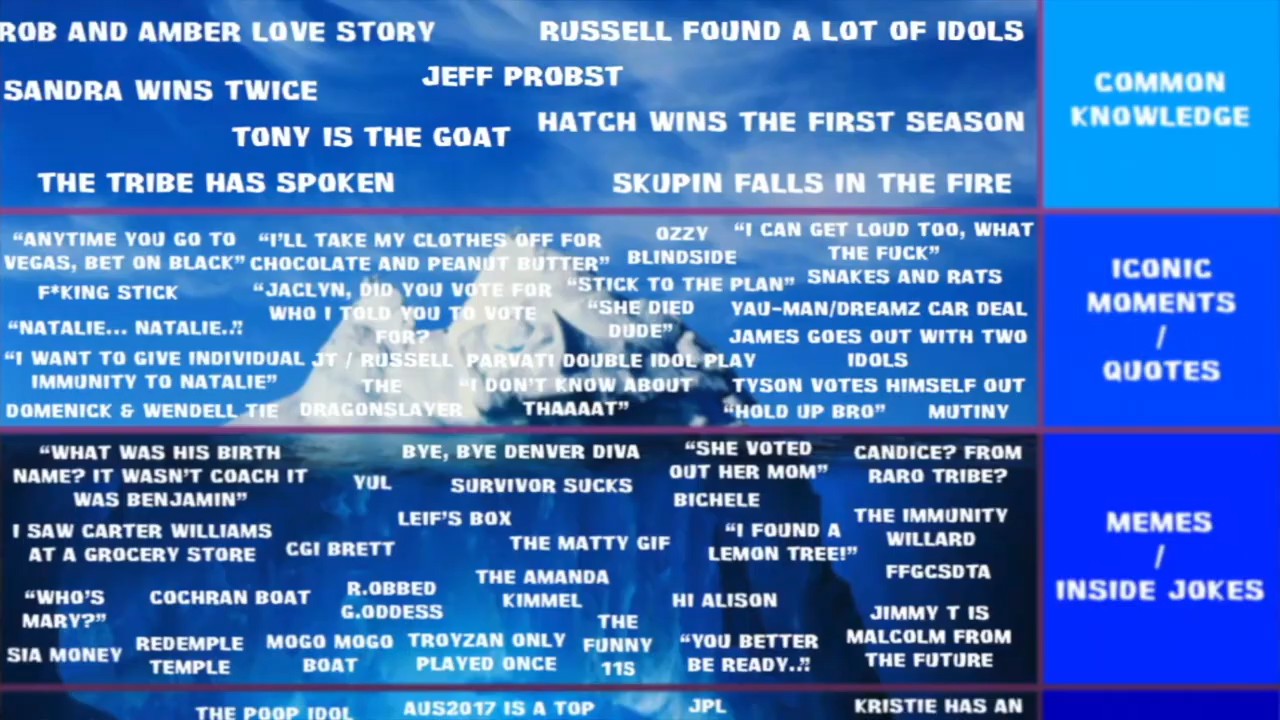 ROB AND AMBER LOVE STORY
RUSSELL FOUND A LOT OF IDOLS
JEFF PROBST
SANDRA WINS TWICE
HATCH WINS THE FIRST SEASON
TONY IS THE GOAT
THE TRIBE HAS SPOKEN
SKUPIN FALLS IN THE FIRE
COMMON
KNOWLEDGE
"ANYTIME YOU GO TO
VEGAS, BET ON BLACK"
"I'LL TAKE MY CLOTHES OFF FOR
CHOCOLATE AND PEANUT BUTTER"
OZZY
BLINDSIDE
"I CAN GET LOUD TOO, WHAT
THE FUCK"
F*KING STICK
"JACLYN, DID YOU VOTE FOR
WHO I TOLD YOU TO VOTE
FOR?
"STICK TO THE PLAN"
SNAKES AND RATS
"NATALIE... NATALIE.."
"SHE DIED
DUDE"
YAU-MAN/DREAMZ CAR DEAL
JAMES GOES OUT WITH TWO
IDOLS
"I WANT TO GIVE INDIVIDUAL
IMMUNITY TO NATALIE"
JT / RUSSELL
PARVATI DOUBLE IDOL PLAY
THE
DRAGONSLAYER
"I DON'T KNOW ABOUT
THAAAAT"
TYSON VOTES HIMSELF OUT
DOMENICK & WENDELL TIE
"HOLD UP BRO"
MUTINY
ICONIC
MOMENTS
/
QUOTES
"WHAT WAS HIS BIRTH
NAME? IT WASN'T COACH IT
WAS BENJAMIN"
BYE, BYE DENVER DIVA
"SHE VOTED
OUT HER MOM"
CANDICE? FROM
RARO TRIBE?
YUL
SURVIVOR SUCKS
BICHELE
I SAW CARTER WILLIAMS
AT A GROCERY STORE
LEIF'S BOX
THE IMMUNITY
WILLARD
CGI BRETT
THE MATTY GIF
"I FOUND A
LEMON TREE!"
FFGCSDTA
"WHO'S
MARY?"
COCHRAN BOAT
R.OBBED
G.ODDESS
THE AMANDA
KIMMEL
HI ALISON
JIMMY T IS
MALCOLM FROM
THE FUTURE
SIA MONEY
REDEMPLE
TEMPLE
MOGO MOGO
BOAT
TROYZAN ONLY
PLAYED ONCE
THE
FUNNY
115
"YOU BETTER
BE READY.."
MEMES
/
INSIDE JOKES
THE POOP IDOL
AUS2017 IS A TOP
JPL
KRISTIE HAS AN